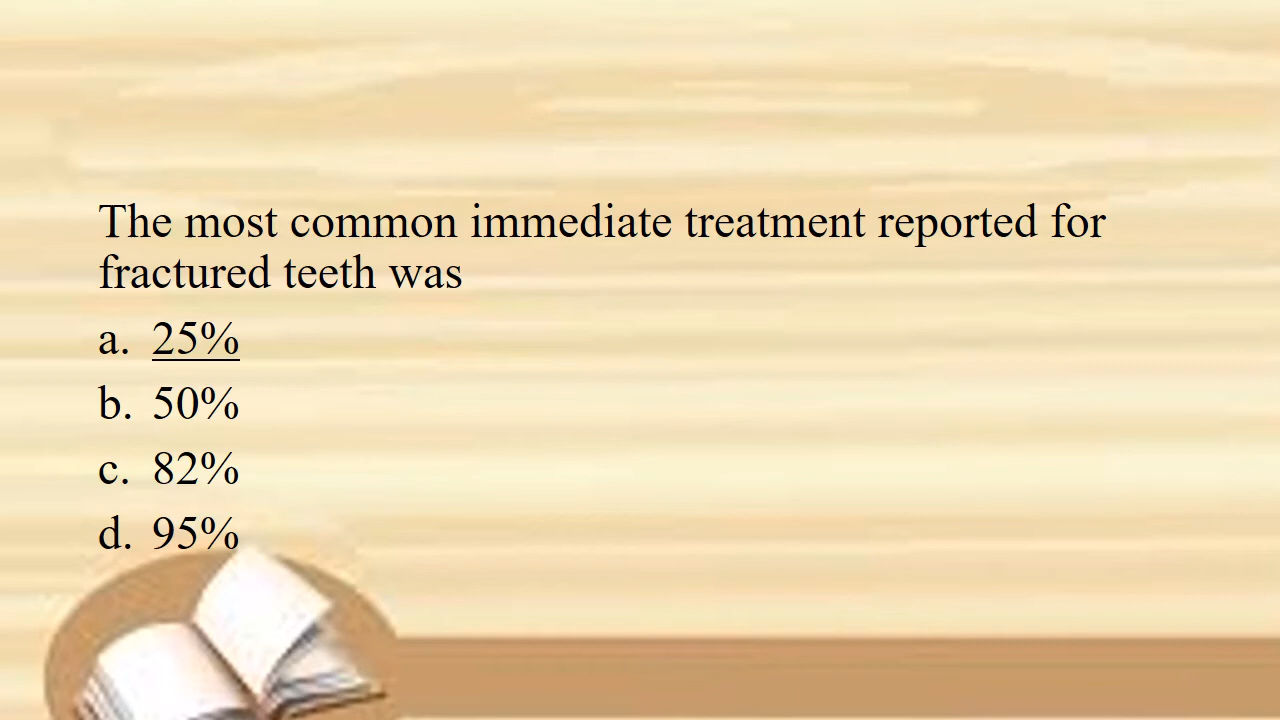 The most common immediate treatment reported for
fractured teeth was
a. 25%
b. 50%
c. 82%
d. 95%